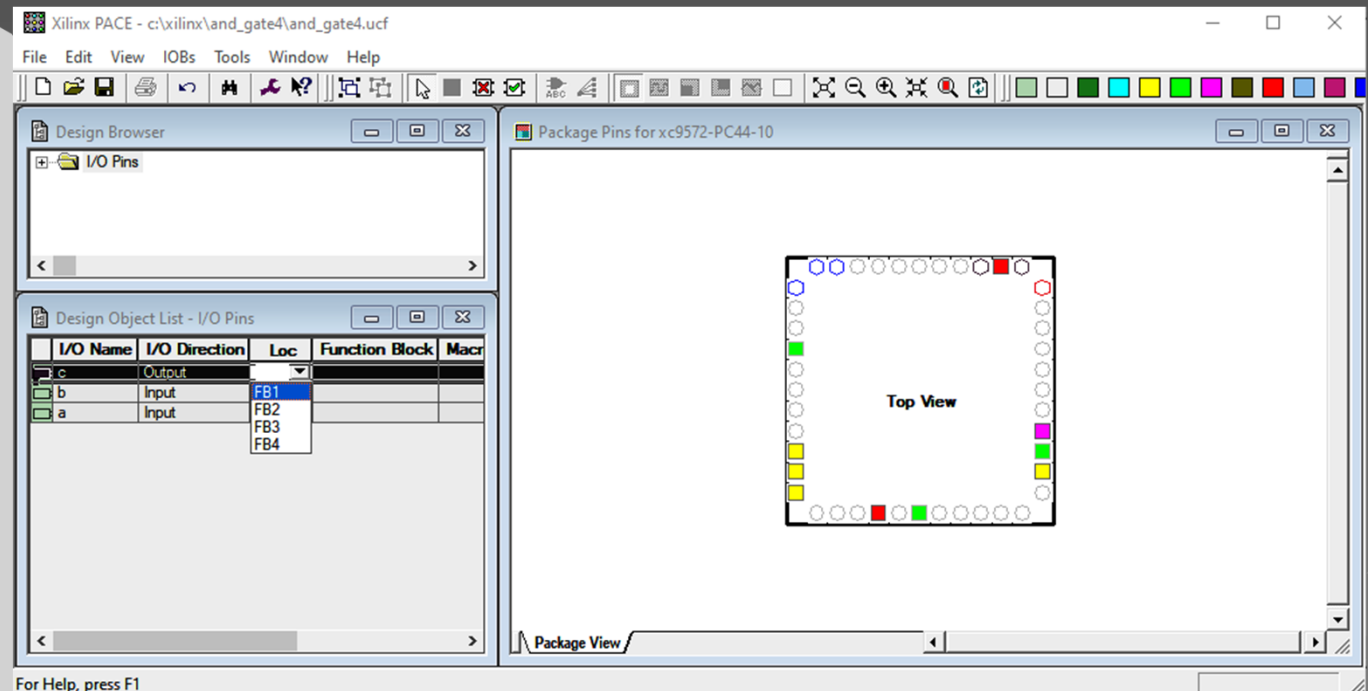 Xilinx PACE - c:\xilinx\and_gate4\and_gate4.ucf
File Edit View IOBs Tools Window Help
ABC
Design Browser
I/O Pins
Design Object List - I/O Pins
I/O Name I/O Direction Loc Function Block Macr
c Output
b Input
a Input
FB1
FB2
FB3
FB4
Package Pins for xc9572-PC44-10
Top View
Package View
For Help, press F1